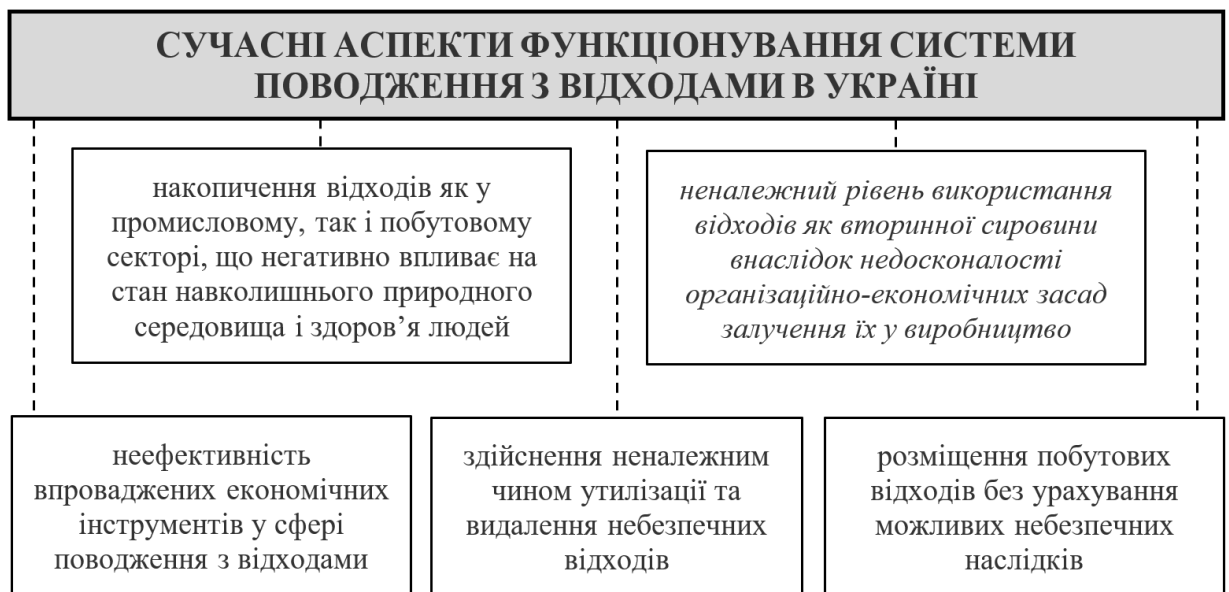 СУЧАСНІ АСПЕКТИ ФУНКЦІОНУВАННЯ СИСТЕМИ
ПОВОДЖЕННЯ З ВІДХОДАМИ В УКРАЇНІ
накопичення відходів як у
промисловому, так і побутовому
секторі, що негативно впливає на
стан навколишнього природного
середовища і здоров’я людей
неналежний рівень використання
відходів як вторинної сировини
внаслідок недосконалості
організаційно-економічних засад
залучення їх у виробництво
неефективність
впроваджених економічних
інструментів у сфері
поводження з відходами
здійснення неналежним
чином утилізації та
видалення небезпечних
відходів
розміщення побутових
відходів без урахування
можливих небезпечних
наслідків